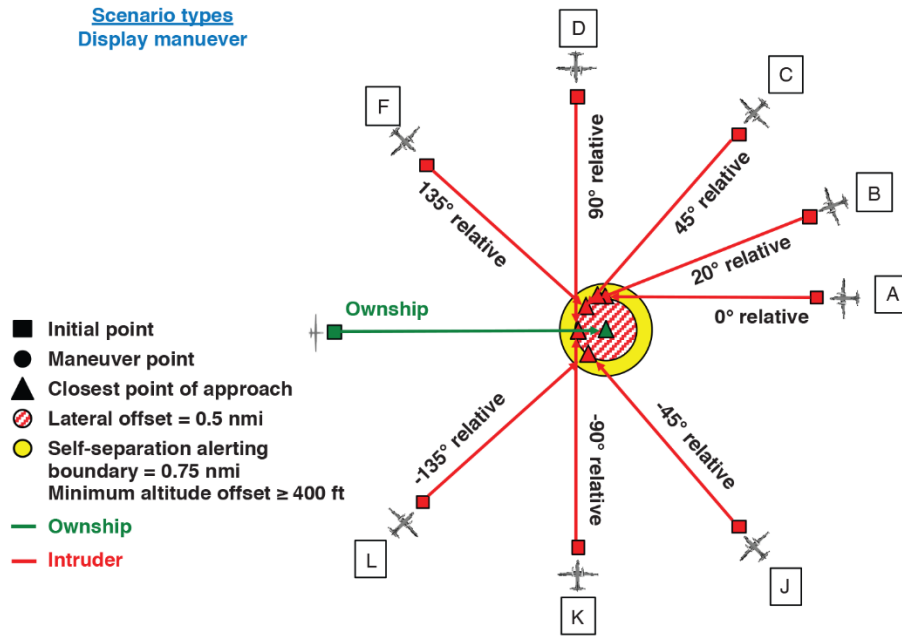 Scenario types
Display manuever
D
C
F
B
A
90° relative
45° relative
135° relative
20° relative
0° relative
Ownship
Initial point
Maneuver point
Closest point of approach
Lateral offset = 0.5 nmi
Self-separation alerting
boundary = 0.75 nmi
Minimum altitude offset ≥ 400 ft
Ownship
Intruder
-135° relative
-90° relative
-45° relative
L
K
J